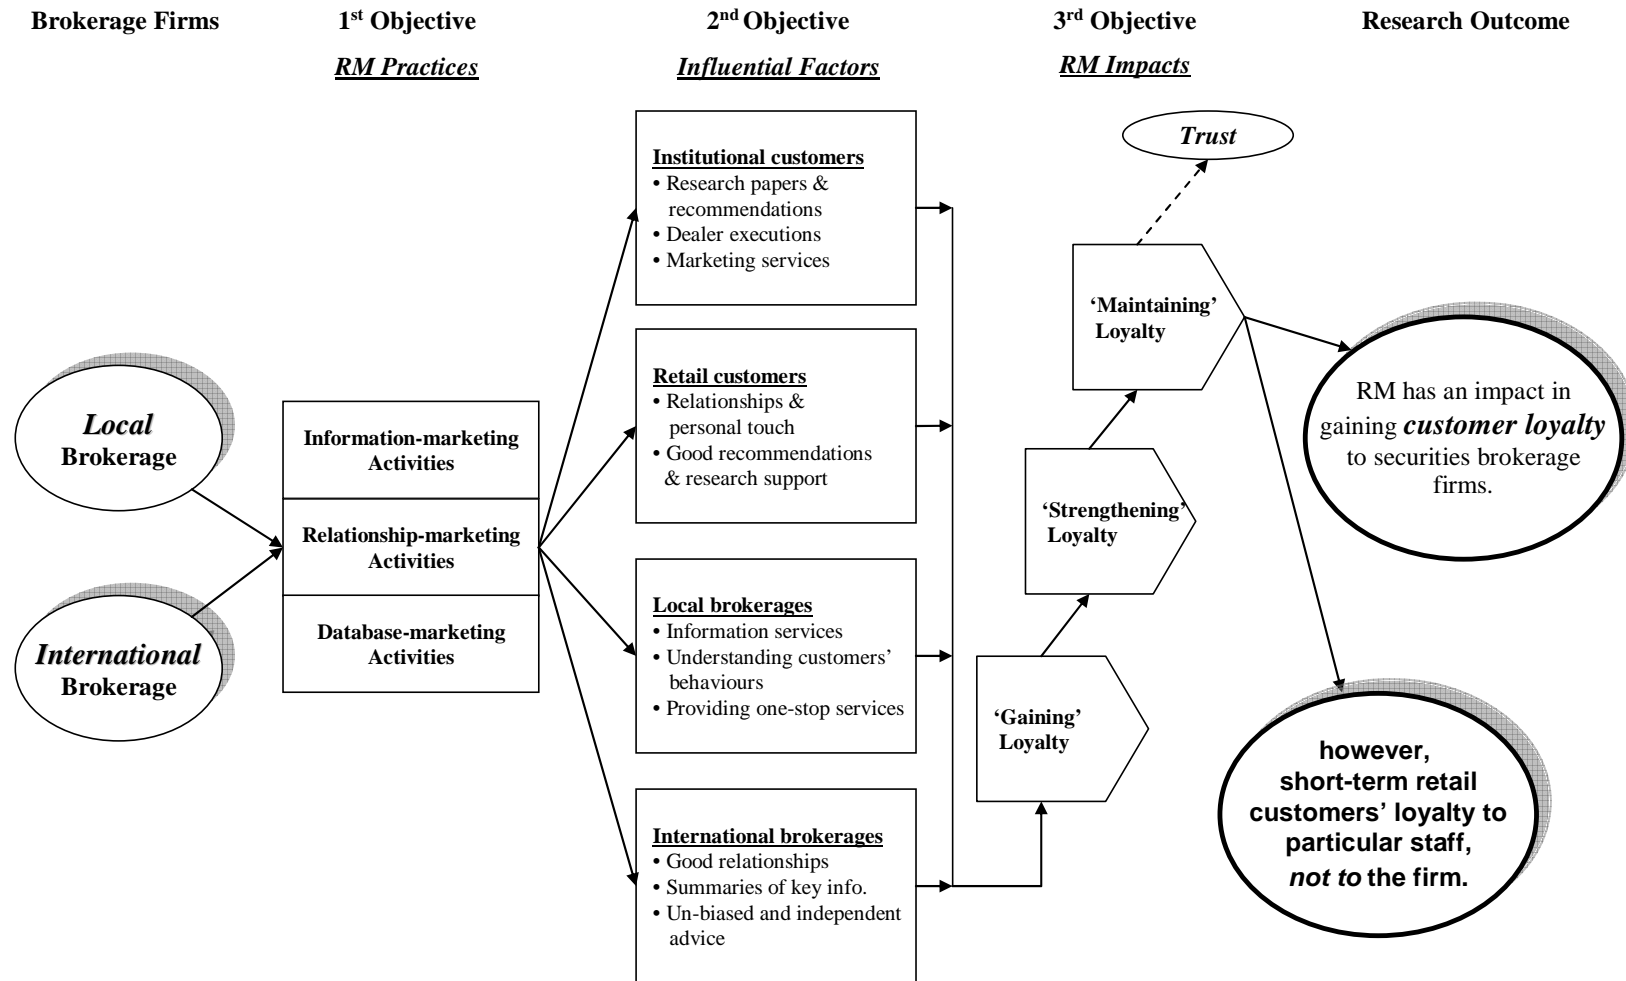 Brokerage Firms
1st Objective
2nd Objective
3rd Objective
Research Outcome
RM Practices
Influential Factors
RM Impacts
Local
Brokerage
International
Brokerage
Information-marketing
Activities
Relationship-marketing
Activities
Database-marketing
Activities
Institutional customers
• Research papers &
recommendations
• Dealer executions
• Marketing services
Retail customers
• Relationships &
personal touch
• Good recommendations
& research support
Local brokerages
• Information services
• Understanding customers’
behaviours
• Providing one-stop services
International brokerages
• Good relationships
• Summaries of key info.
• Un-biased and independent
advice
Trust
‘Maintaining’
Loyalty
‘Strengthening’
Loyalty
‘Gaining’
Loyalty
RM has an impact in
gaining customer loyalty
to securities brokerage
firms.
however,
short-term retail
customers’ loyalty to
particular staff,
not to the firm.